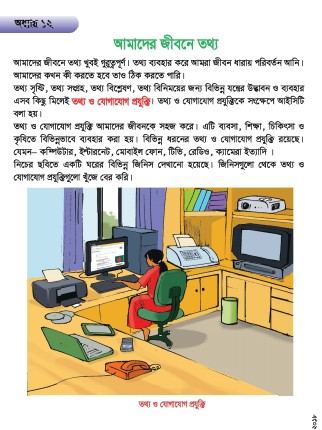 অধ্যায় ১২
আমাদের জীবনে তথ্য
আমাদের জীবনে তথ্য খুবই গুরুত্বপূর্ণ। তথ্য ব্যবহার করে আমরা জীবন ধারায় পরিবর্তন আনি।
আমাদের কখন কী করতে হবে তাও ঠিক করতে পারি।
তথ্য সৃষ্টি, তথ্য সংগ্রহ, তথ্য বিশ্লেষণ, তথ্য বিনিময়ের জন্য বিভিন্ন যন্ত্রের উদ্ভাবন ও ব্যবহার
এসব কিছু মিলেই তথ্য ও যোগাযোগ প্রযুক্তি। তথ্য ও যোগাযোগ প্রযুক্তিকে সংক্ষেপে আইসিটি
বলা হয়।
তথ্য ও যোগাযোগ প্রযুক্তি আমাদের জীবনকে সহজ করে। এটি ব্যবসা, শিক্ষা, চিকিৎসা ও
কৃষিতে বিভিন্নভাবে ব্যবহার করা হয়। বিভিন্ন ধরনের তথ্য ও যোগাযোগ প্রযুক্তি রয়েছে।
যেমন– কম্পিউটার, ইন্টারনেট, মোবাইল ফোন, টিভি, রেডিও, ক্যামেরা ইত্যাদি ।
নিচের ছবিতে একটি ঘরের বিভিন্ন জিনিস দেখানো হয়েছে। জিনিসগুলো থেকে তথ্য ও
যোগাযোগ প্রযুক্তিগুলো খুঁজে বের করি।
তথ্য ও যোগাযোগ প্রযুক্তি